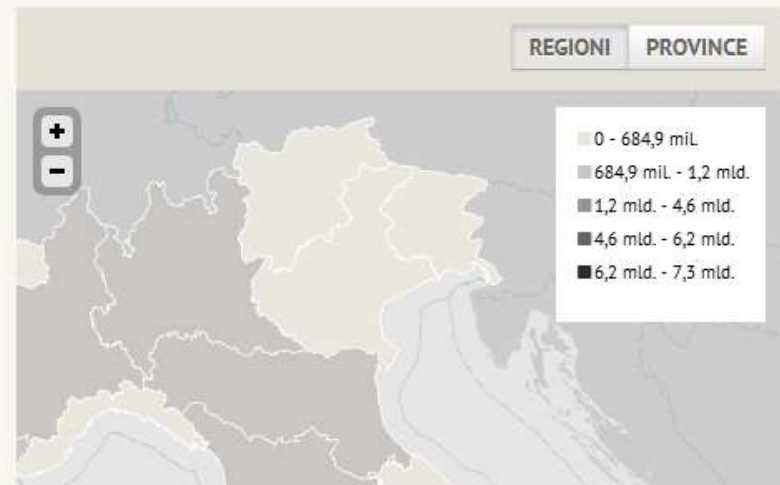 REGIONI PROVINCE
+
−
0 - 684,9 mil.
684,9 mil. - 1,2 mld.
1,2 mld. - 4,6 mld.
4,6 mld. - 6,2 mld.
6,2 mld. - 7,3 mld.